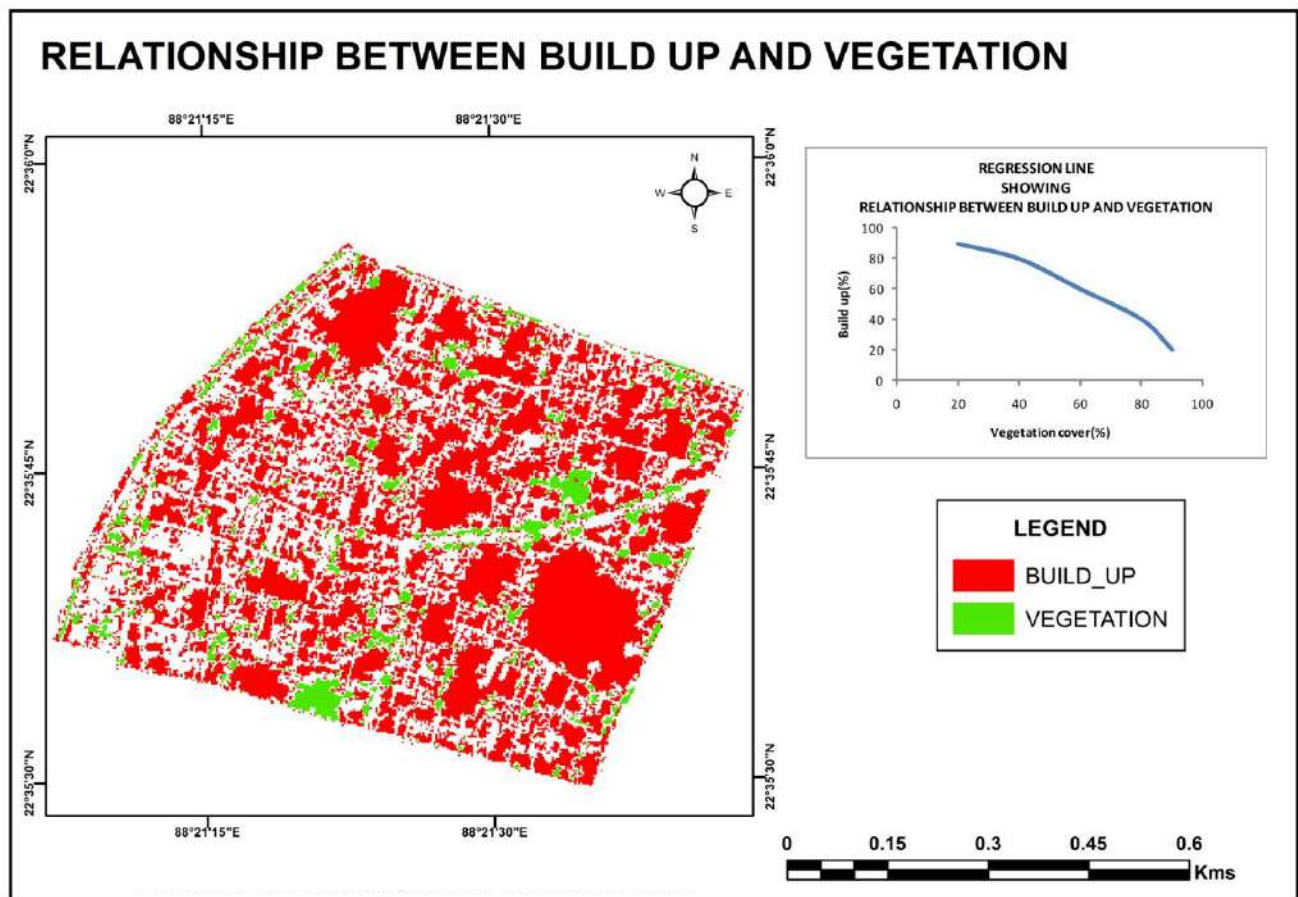 RELATIONSHIP BETWEEN BUILD UP AND VEGETATION
88°21'15"E
88°21'30"E
22°36'0"N
22°36'0"N
N
W
E
S
22°35'45"N
22°35'45"N
22°35'30"N
22°35'30"N
88°21'15"E
88°21'30"E
REGRESSION LINE
SHOWING
RELATIONSHIP BETWEEN BUILD UP AND VEGETATION
100
80
60
40
20
0
Build up(%)
0 20 40 60 80 100
Vegetation cover(%)
LEGEND
BUILD_UP
VEGETATION
0 0.15 0.3 0.45 0.6
Kms